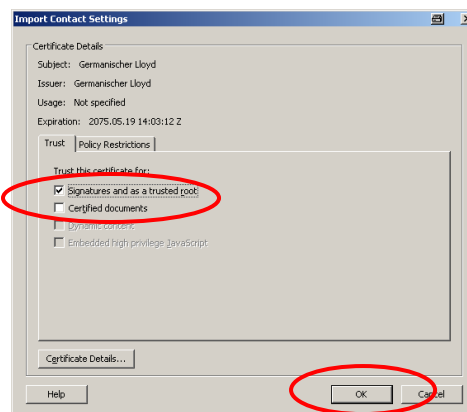 Import Contact Settings
Certificate Details
Subject: Germanischer Lloyd
Issuer: Germanischer Lloyd
Usage: Not specified
Expiration: 2075.05.19 14:03:12 Z
Trust Policy Restrictions
Trust this certificate for:
Signatures and as a trusted root
Certified documents
Dynamic content
Embedded high privilege JavaScript
Certificate Details...
Help OK Cancel